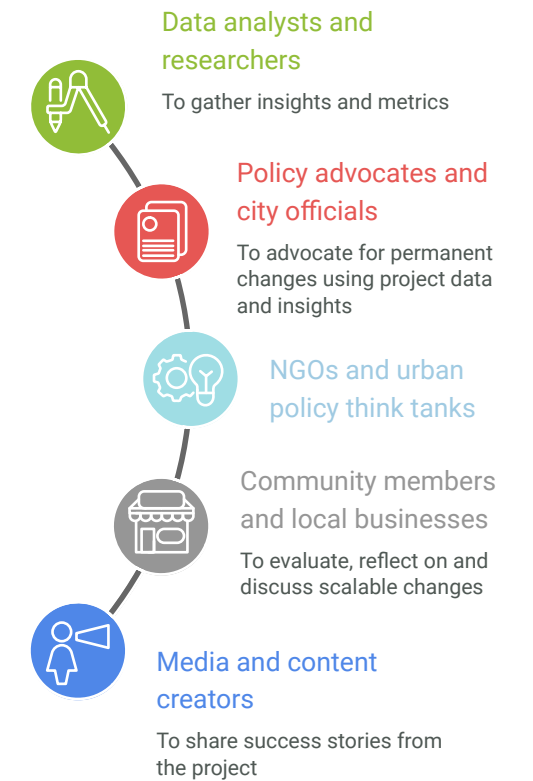 Data analysts and
researchers
To gather insights and metrics
Policy advocates and
city officials
To advocate for permanent
changes using project data
and insights
NGOs and urban
policy think tanks
Community members
and local businesses
To evaluate, reflect on and
discuss scalable changes
Media and content
creators
To share success stories from
the project